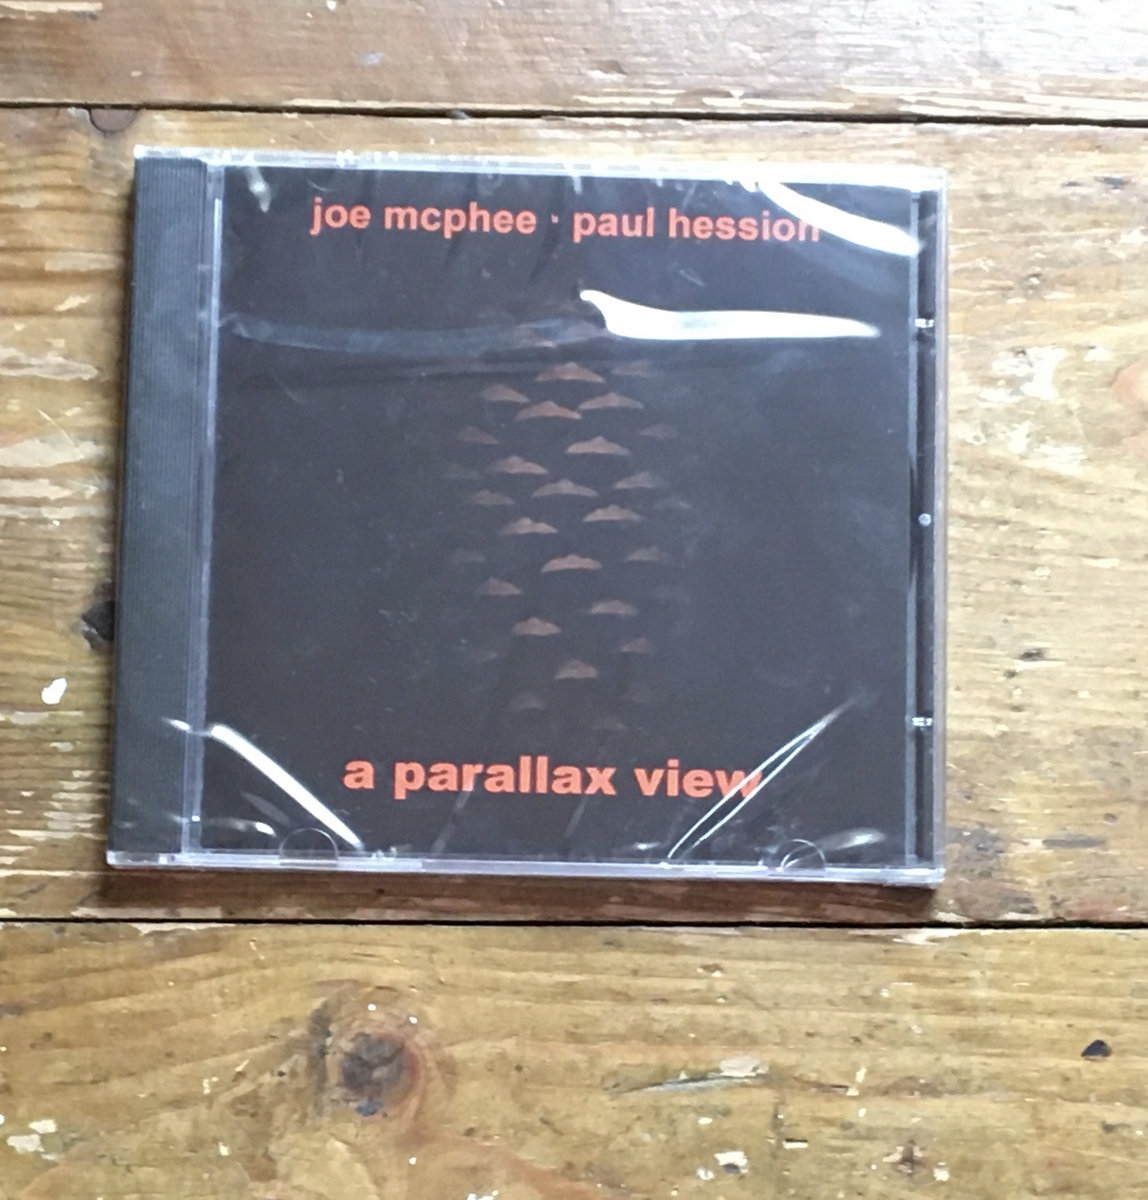 joe mcphee · paul hession
a parallax view